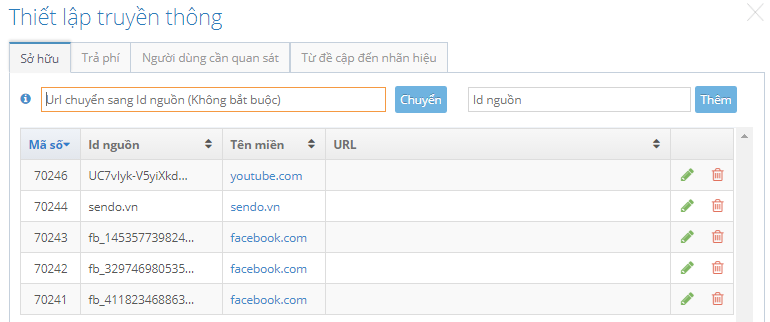 Thiết lập truyền thông
Sở hữu Trả phí Người dùng cần quan sát Từ đề cập đến nhãn hiệu
Url chuyển sang Id nguồn (Không bắt buộc) Chuyển Id nguồn Thêm
Mã số Id nguồn Tên miền URL
70246 UC7vlyk-V5yiXkd... youtube.com
70244 sendo.vn sendo.vn
70243 fb_145357739824... facebook.com
70242 fb_329746980535... facebook.com
70241 fb_411823468863... facebook.com